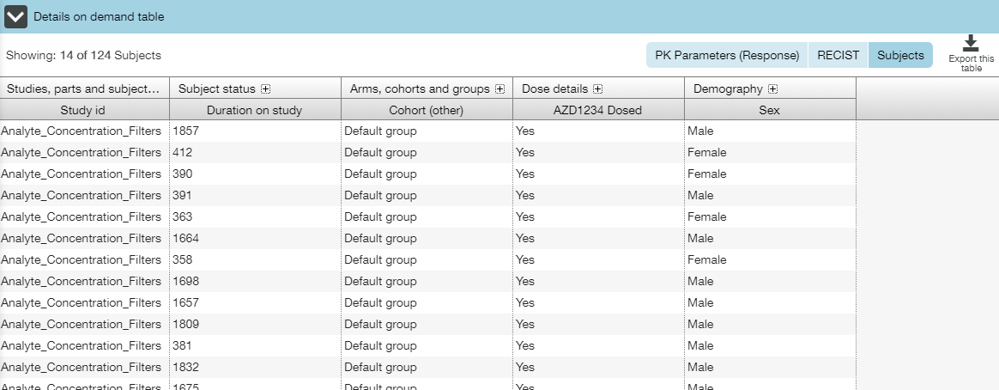 Details on demand table
Showing: 14 of 124 Subjects
PK Parameters (Response) RECIST Subjects
Export this
table
Studies, parts and subject... Subject status Arms, cohorts and groups Dose details Demography
Study id Duration on study Cohort (other) AZD1234 Dosed Sex
Analyte_Concentration_Filters 1857 Default group Yes Male
Analyte_Concentration_Filters 412 Default group Yes Female
Analyte_Concentration_Filters 390 Default group Yes Female
Analyte_Concentration_Filters 391 Default group Yes Male
Analyte_Concentration_Filters 363 Default group Yes Female
Analyte_Concentration_Filters 1664 Default group Yes Male
Analyte_Concentration_Filters 358 Default group Yes Female
Analyte_Concentration_Filters 1698 Default group Yes Male
Analyte_Concentration_Filters 1657 Default group Yes Male
Analyte_Concentration_Filters 1809 Default group Yes Male
Analyte_Concentration_Filters 381 Default group Yes Male
Analyte_Concentration_Filters 1832 Default group Yes Male
Analyte_Concentration_Filters 1675 Default group Yes Male